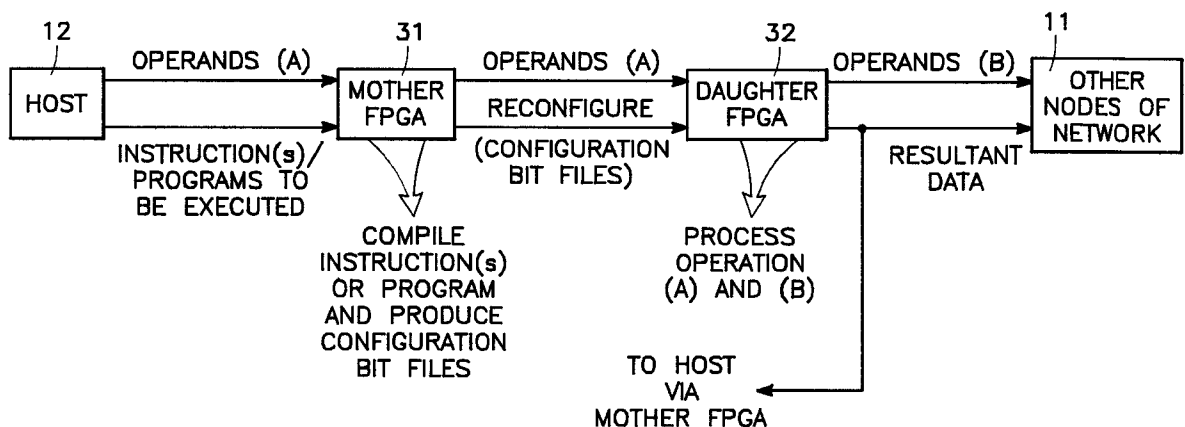 12
HOST
OPERANDS (A)
INSTRUCTION(s)/
PROGRAMS TO
BE EXECUTED
31
MOTHER
FPGA
COMPILE
INSTRUCTION(s)
OR PROGRAM
AND PRODUCE
CONFIGURATION
BIT FILES
OPERANDS (A)
RECONFIGURE
(CONFIGURATION
BIT FILES)
32
DAUGHTER
FPGA
PROCESS
OPERATION
(A) AND (B)
OPERANDS (B)
RESULTANT
DATA
11
OTHER
NODES OF
NETWORK
TO HOST
VIA
MOTHER FPGA